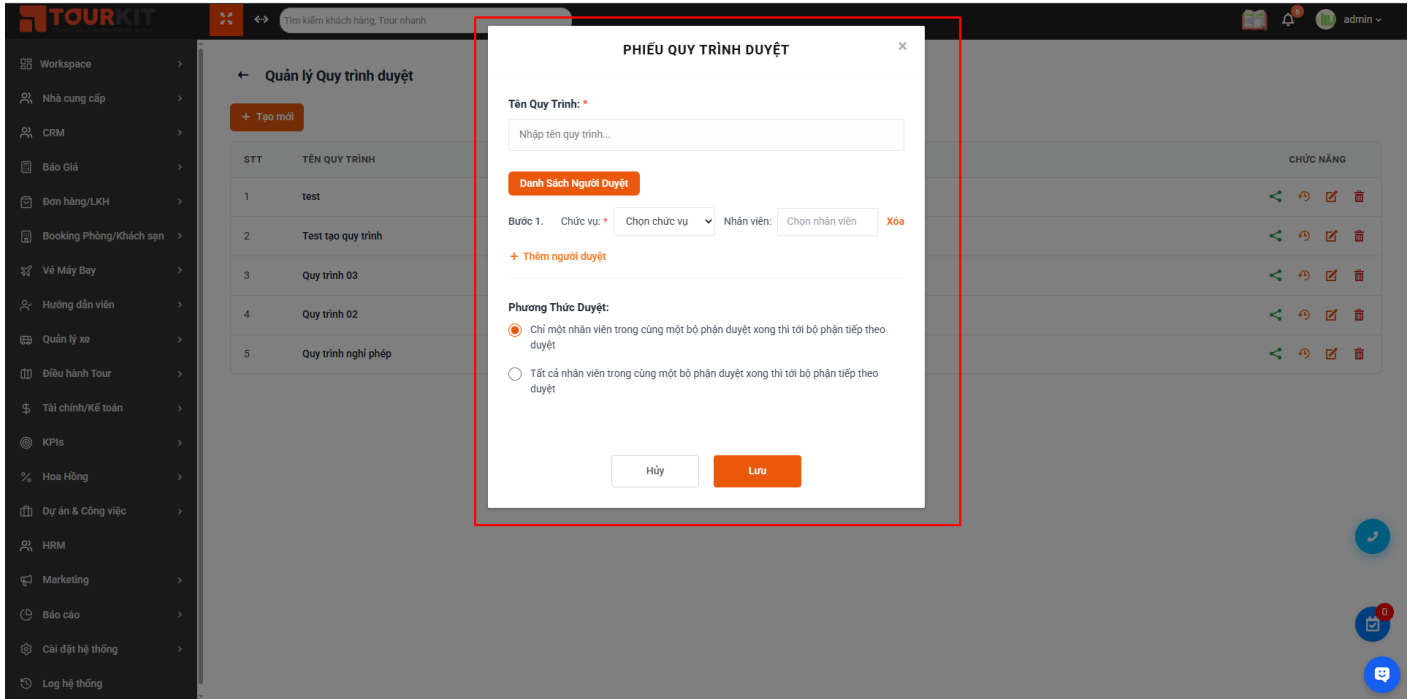 TOURKIT
Tìm kiếm khách hàng, Tour nhanh
6
admin
Workspace
Nhà cung cấp
CRM
Báo Giá
Đơn hàng/LKH
Booking Phòng/Khách sạn
Vé Máy Bay
Hướng dẫn viên
Quản lý xe
Điều hành Tour
Tài chính/Kế toán
KPIs
Hoa Hồng
Dự án & Công việc
HRM
Marketing
Báo cáo
Cài đặt hệ thống
Log hệ thống
Quản lý Quy trình duyệt
+ Tạo mới
STT TÊN QUY TRÌNH CHỨC NĂNG
1 test
2 Test tạo quy trình
3 Quy trình 03
4 Quy trình 02
5 Quy trình nghỉ phép
PHIẾU QUY TRÌNH DUYỆT
×
Tên Quy Trình: *
Nhập tên quy trình...
Danh Sách Người Duyệt
Bước 1. Chức vụ: * Chọn chức vụ Nhân viên: Chọn nhân viên Xóa
+ Thêm người duyệt
Phương Thức Duyệt:
Chỉ một nhân viên trong cùng một bộ phận duyệt xong thì tới bộ phận tiếp theo
duyệt
Tất cả nhân viên trong cùng một bộ phận duyệt xong thì tới bộ phận tiếp theo
duyệt
Hủy Lưu
0